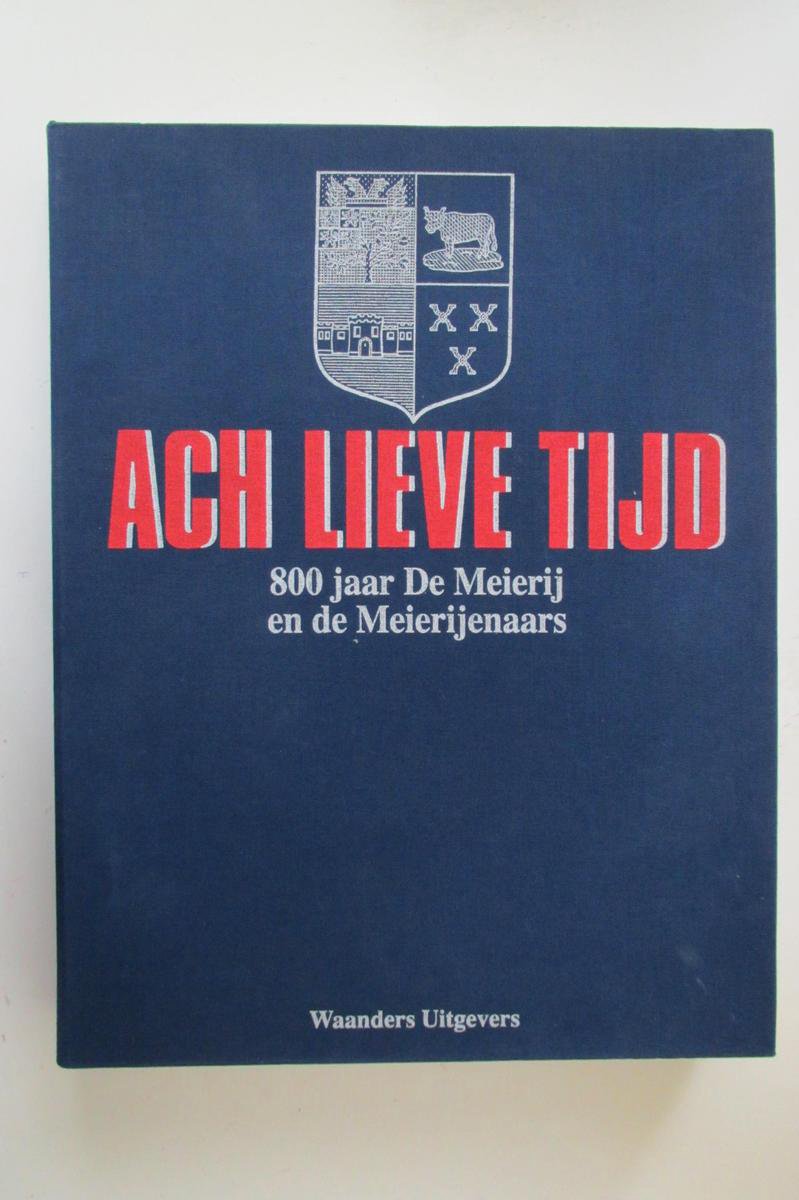 ACH LIEVE TIJD
800 jaar De Meierij
en de Meierijenaars
Waanders Uitgevers